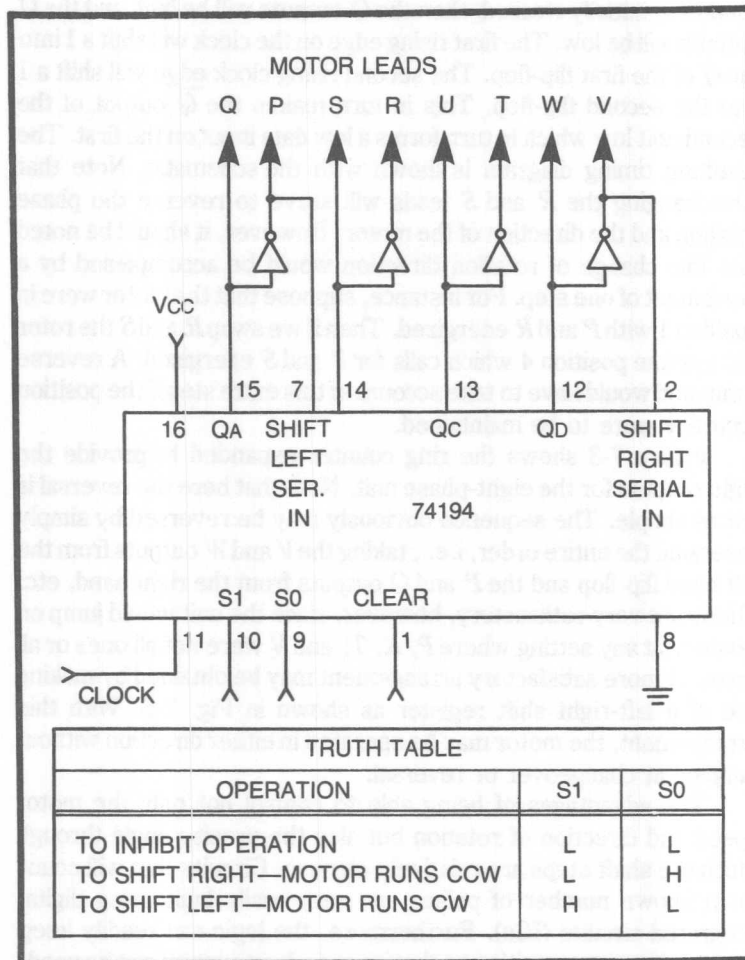 MOTOR LEADS
Q P S R U T W V
VCC
15 7 14 13 12 2
16 QA SHIFT QC QD SHIFT
LEFT RIGHT
SER. SERIAL
IN 74194 IN
S1 S0 CLEAR
11 10 9 1 8
CLOCK
TRUTH TABLE
OPERATION S1 S0
TO INHIBIT OPERATION L L
TO SHIFT RIGHT–MOTOR RUNS CCW L H
TO SHIFT LEFT–MOTOR RUNS CW H L